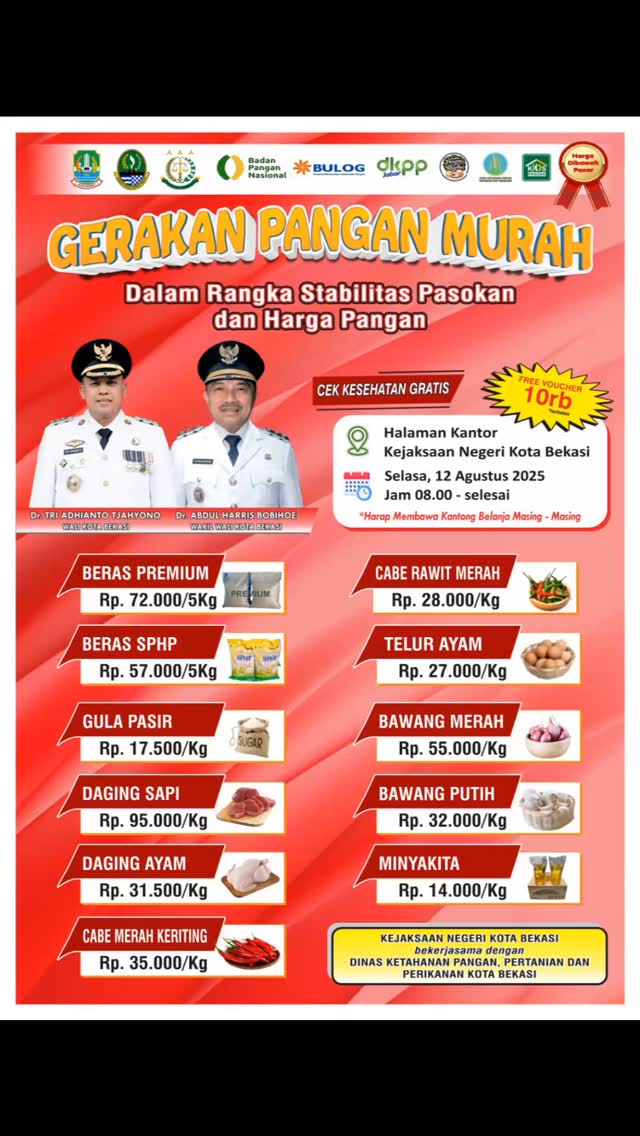 Badan
Pangan
Nasional
BULOG
dkpp
Jabar
KIOS
Harga
Dibawah
Pasar
GERAKAN PANGAN MURAH
Dalam Rangka Stabilitas Pasokan
dan Harga Pangan
CEK KESEHATAN GRATIS
FREE VOUCHER
10rb
Halaman Kantor
Kejaksaan Negeri Kota Bekasi
Selasa, 12 Agustus 2025
Jam 08.00 - selesai
*Harap Membawa Kantong Belanja Masing - Masing
Dr. TRI ADHIANTO TJAHYONO
WALI KOTA BEKASI
Dr. ABDUL HARRIS BOBIHOE
WAKIL WALI KOTA BEKASI
BERAS PREMIUM
Rp. 72.000/5Kg
PREMIUM
BERAS SPHP
Rp. 57.000/5Kg
GULA PASIR
Rp. 17.500/Kg
SUGAR
DAGING SAPI
Rp. 95.000/Kg
DAGING AYAM
Rp. 31.500/Kg
CABE MERAH KERITING
Rp. 35.000/Kg
CABE RAWIT MERAH
Rp. 28.000/Kg
TELUR AYAM
Rp. 27.000/Kg
BAWANG MERAH
Rp. 55.000/Kg
BAWANG PUTIH
Rp. 32.000/Kg
MINYAKITA
Rp. 14.000/Kg
KEJAKSAAN NEGERI KOTA BEKASI
bekerjasama dengan
DINAS KETAHANAN PANGAN, PERTANIAN DAN
PERIKANAN KOTA BEKASI